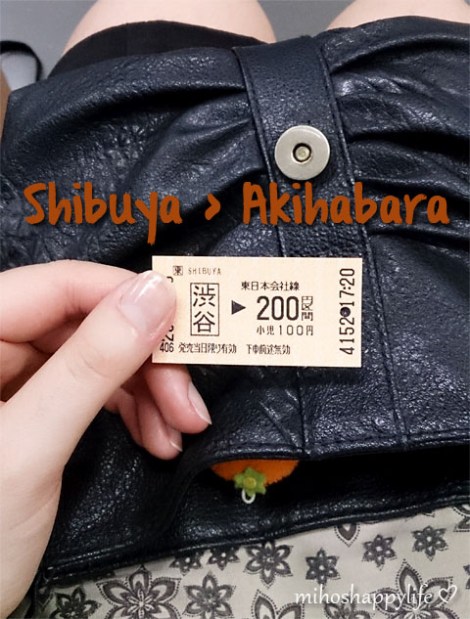 Shibuya > Akihabara
東 SHIBUYA
渋谷
東日本会社線
▶ 200円区間
小児100円
406 発売当日限り有効 下車前途無効
4152●17:20
mihoshappylife♡